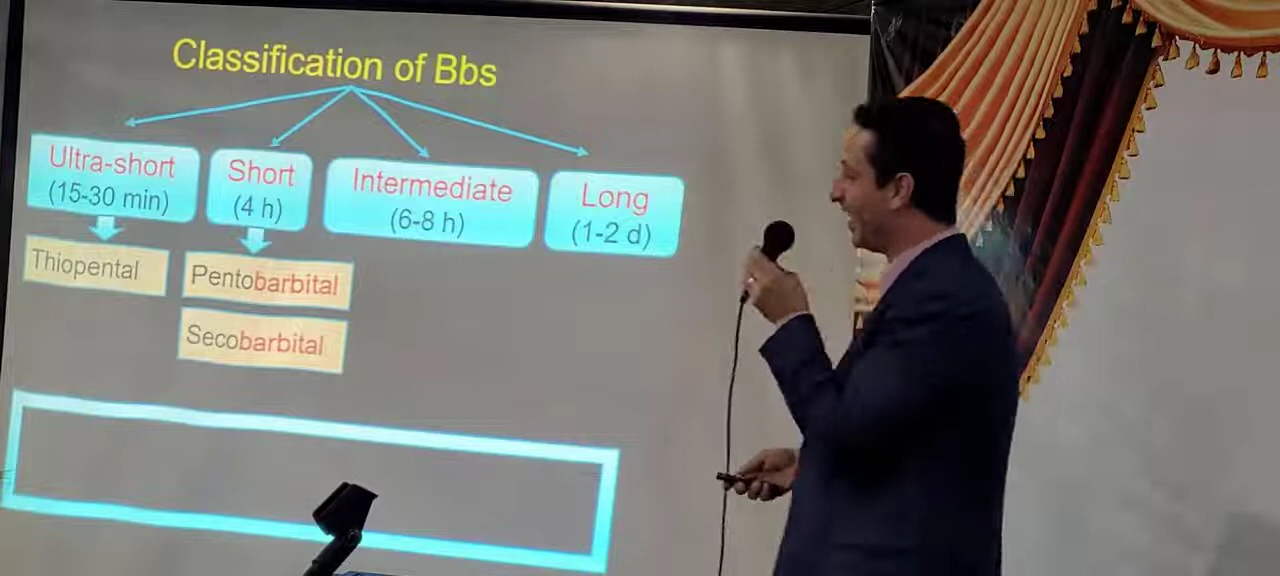 Classification of Bbs
Ultra-short
(15-30 min)
Short
(4 h)
Intermediate
(6-8 h)
Long
(1-2 d)
Thiopental
Pentobarbital
Secobarbital